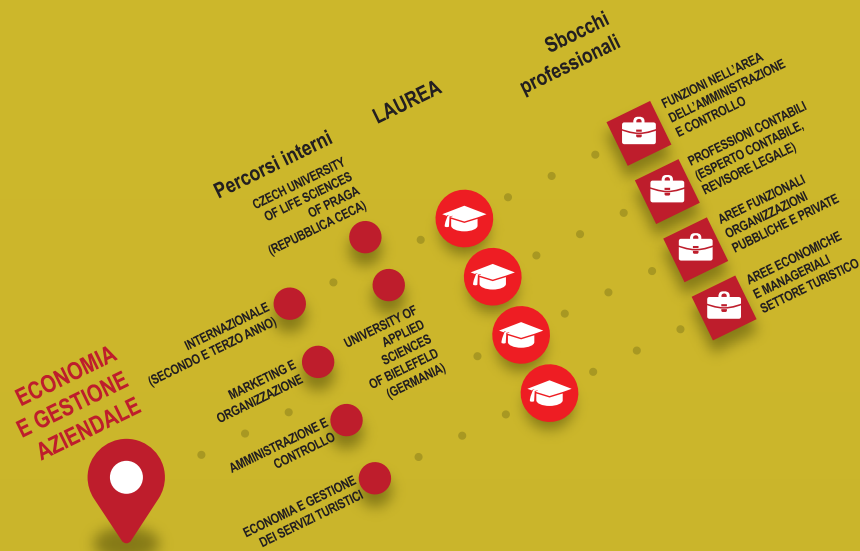 ECONOMIA
E GESTIONE
AZIENDALE
Percorsi interni
INTERNAZIONALE
(SECONDO E TERZO ANNO)
MARKETING E
ORGANIZZAZIONE
AMMINISTRAZIONE E
CONTROLLO
ECONOMIA E GESTIONE
DEI SERVIZI TURISTICI
CZECH UNIVERSITY
OF LIFE SCIENCES
OF PRAGA
(REPUBBLICA CECA)
UNIVERSITY OF
APPLIED
SCIENCES
OF BIELEFELD
(GERMANIA)
LAUREA
Sbocchi
professionali
FUNZIONI NELL'AREA
DELL'AMMINISTRAZIONE
E CONTROLLO
PROFESSIONI CONTABILI
(ESPERTO CONTABILE,
REVISORE LEGALE)
AREE FUNZIONALI
ORGANIZZAZIONI
PUBBLICHE E PRIVATE
AREE ECONOMICHE
E MANAGERIALI
SETTORE TURISTICO